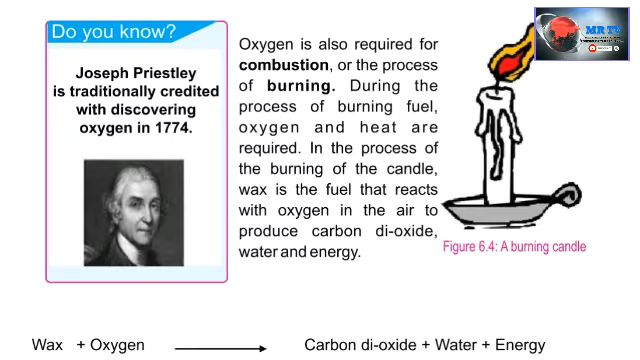 Do you know?
Joseph Priestley
is traditionally credited
with discovering
oxygen in 1774.
Oxygen is also required for
combustion, or the process
of burning. During the
process of burning fuel,
oxygen and heat are
required. In the process of
the burning of the candle,
wax is the fuel that reacts
with oxygen in the air to
produce carbon di-oxide,
water and energy.
Figure 6.4: A burning candle
Wax + Oxygen Carbon di-oxide + Water + Energy